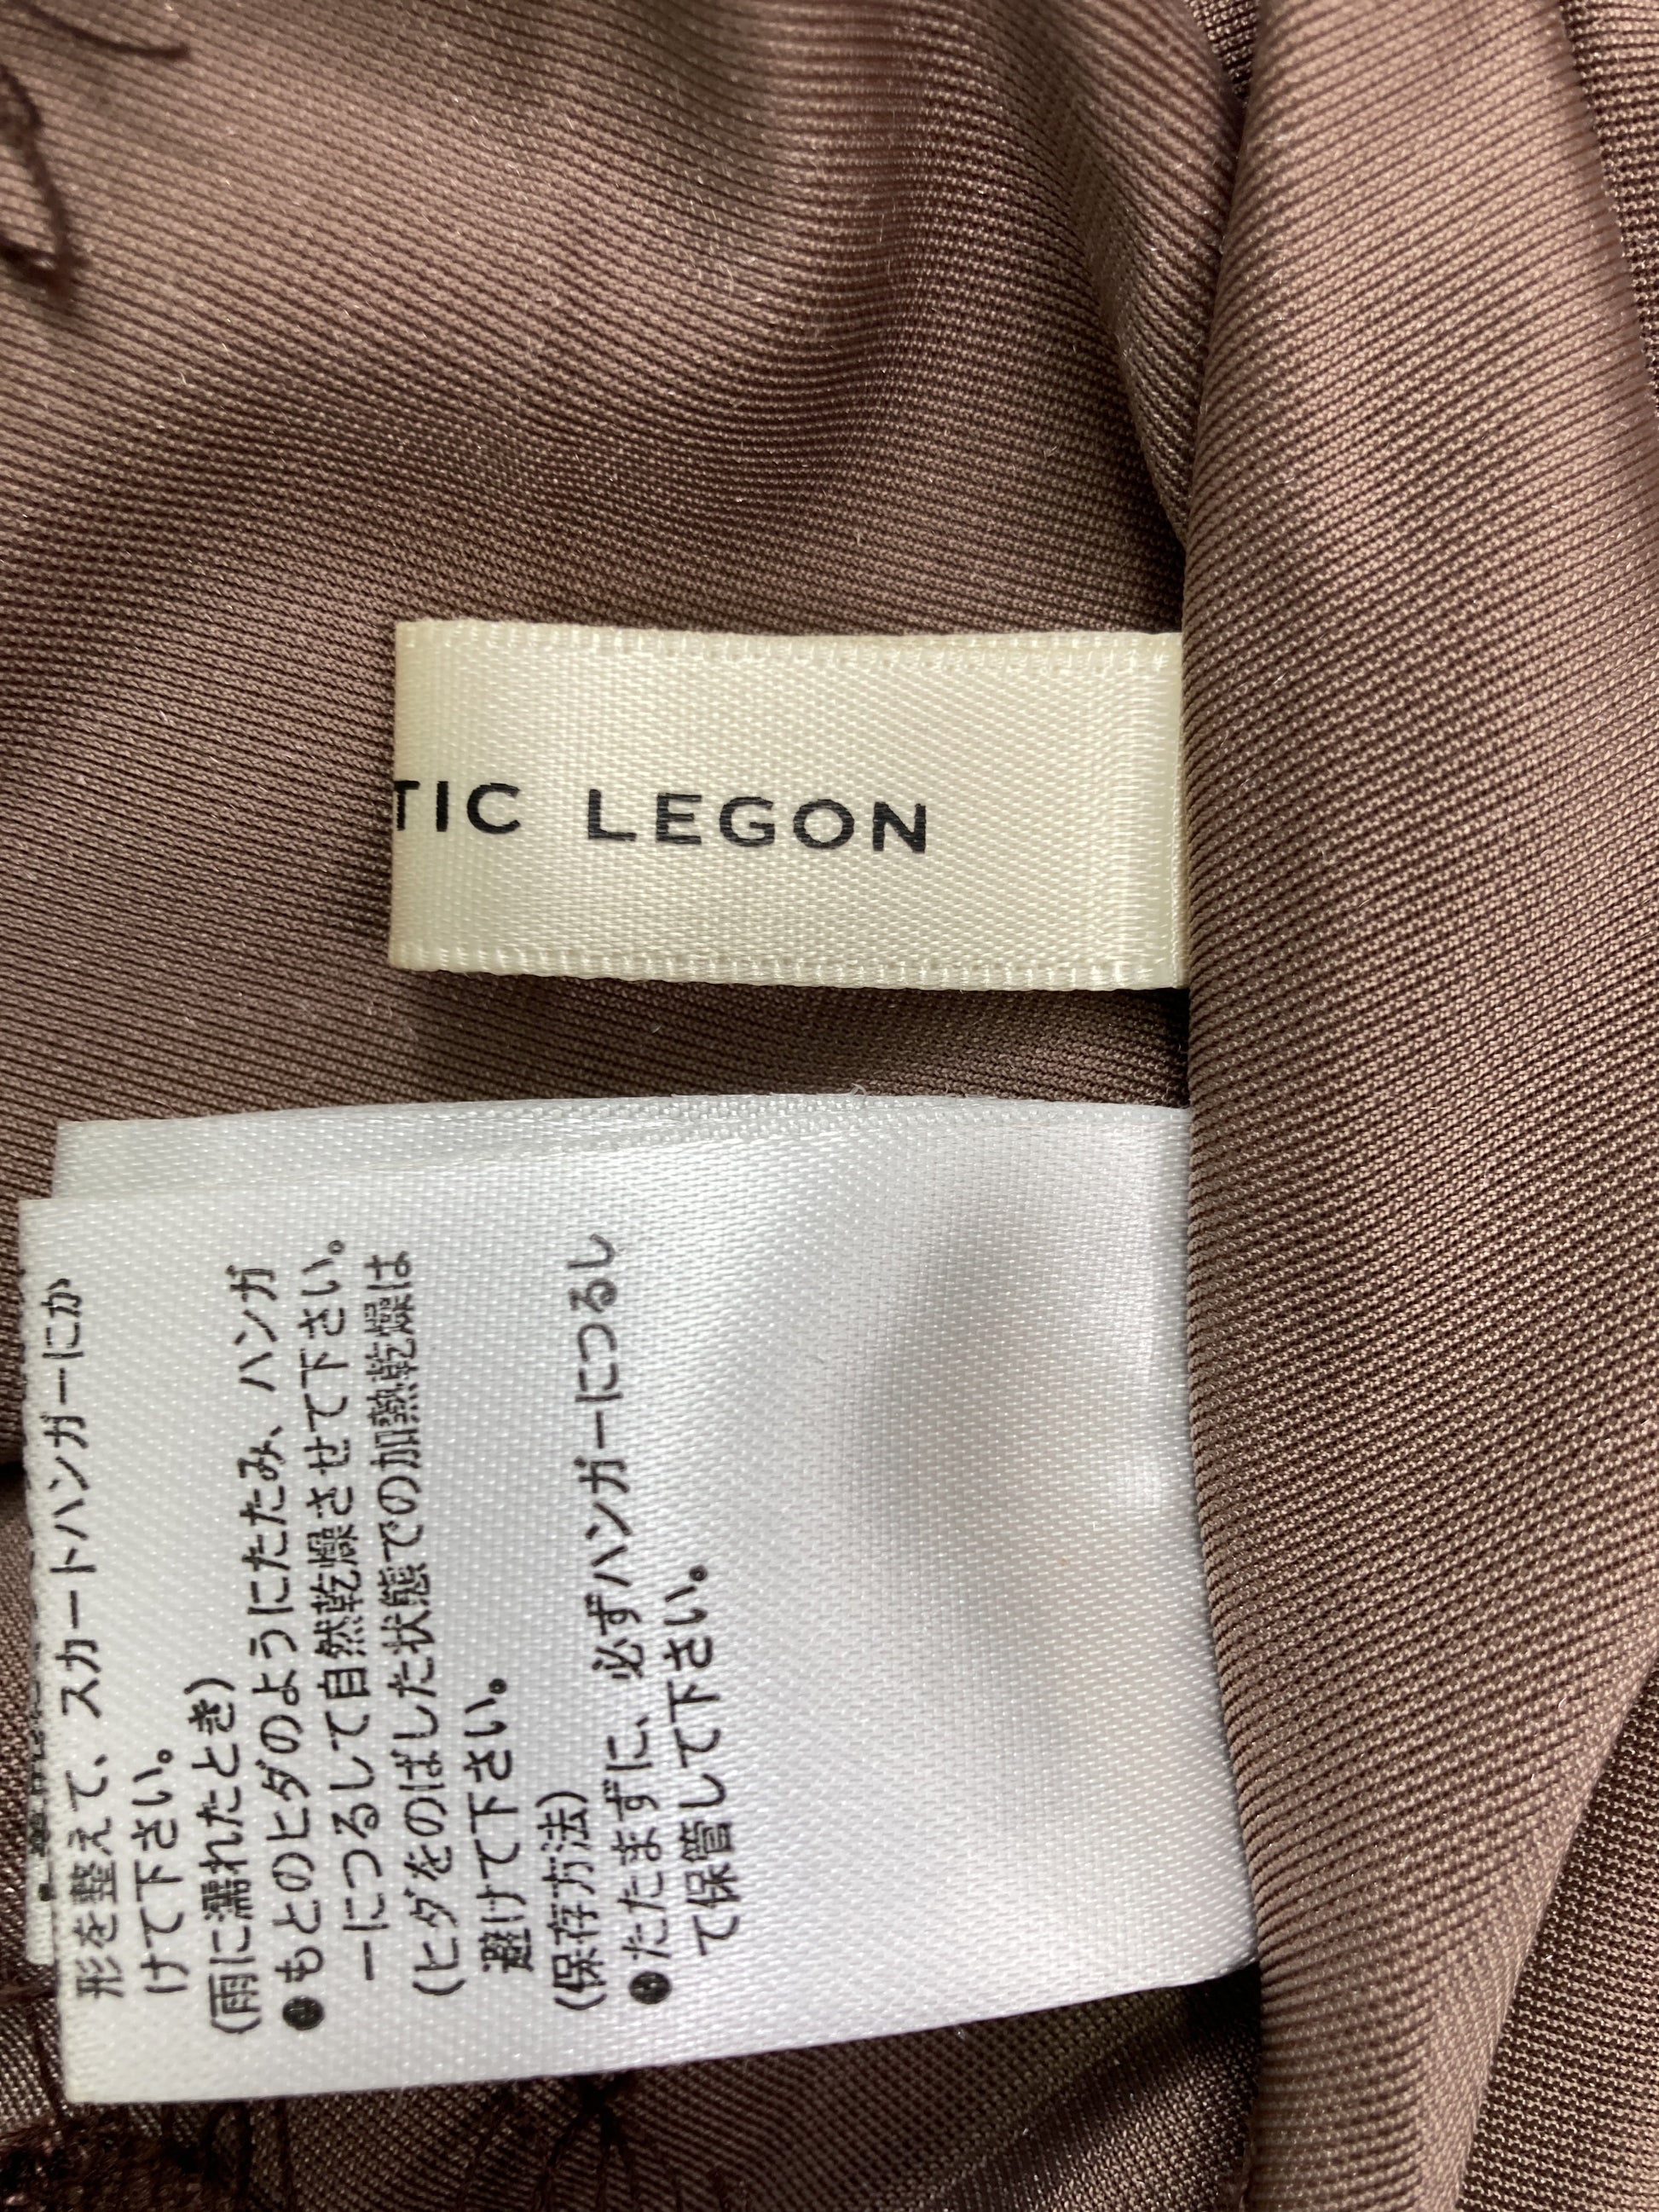 TIC LEGON
形を整えて、スカートハンガーにか
けて下さい。
(雨に濡れたとき)
●もとのヒダのようにたたみ、ハンガ
ーにつるして自然乾燥させて下さい。
(ヒダをのばした状態での加熱乾燥は
避けて下さい。
(保存方法)
●たたまずに、必ずハンガーにつるし
て保管して下さい。